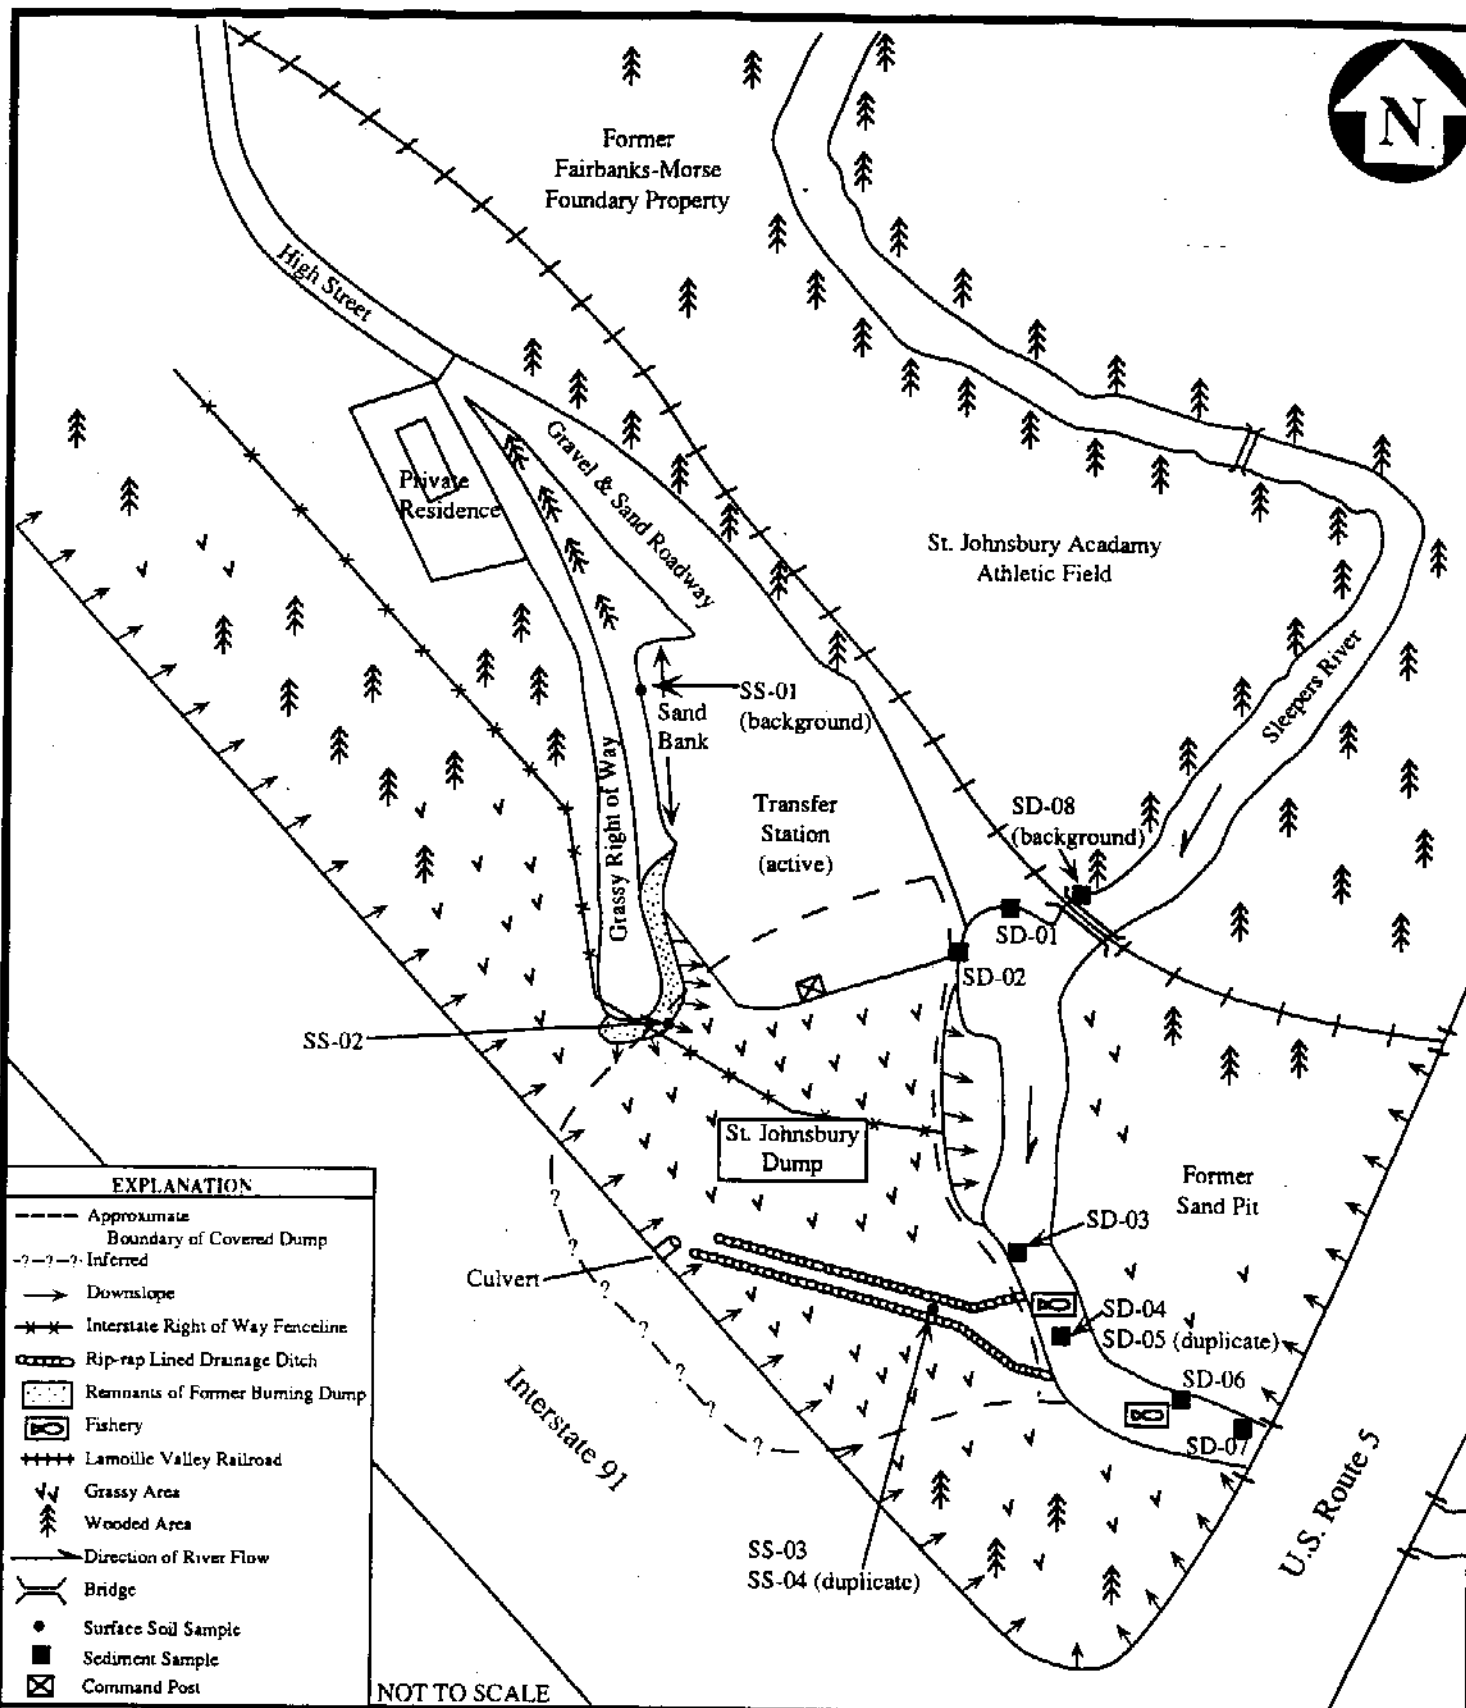 N
Former
Fairbanks-Morse
Foundary Property
High Street
Gravel & Sand Roadway
Private
Residence
St. Johnsbury Acadamy
Athletic Field
Sleepers River
SS-01
(background)
Sand
Bank
Grassy Right of Way
Transfer
Station
(active)
SD-08
(background)
SD-01
SD-02
SS-02
St. Johnsbury
Dump
Former
Sand Pit
SD-03
Culvert
SD-04
SD-05 (duplicate)
SD-06
SD-07
Interstate 91
U.S. Route 5
SS-03
SS-04 (duplicate)
EXPLANATION
Approximate
Boundary of Covered Dump
-?-?-?- Inferred
Downslope
Interstate Right of Way Fenceline
Rip-rap Lined Drainage Ditch
Remnants of Former Burning Dump
Fishery
Lamoille Valley Railroad
Grassy Area
Wooded Area
Direction of River Flow
Bridge
Surface Soil Sample
Sediment Sample
Command Post
NOT TO SCALE
? ? ? ? ? ?